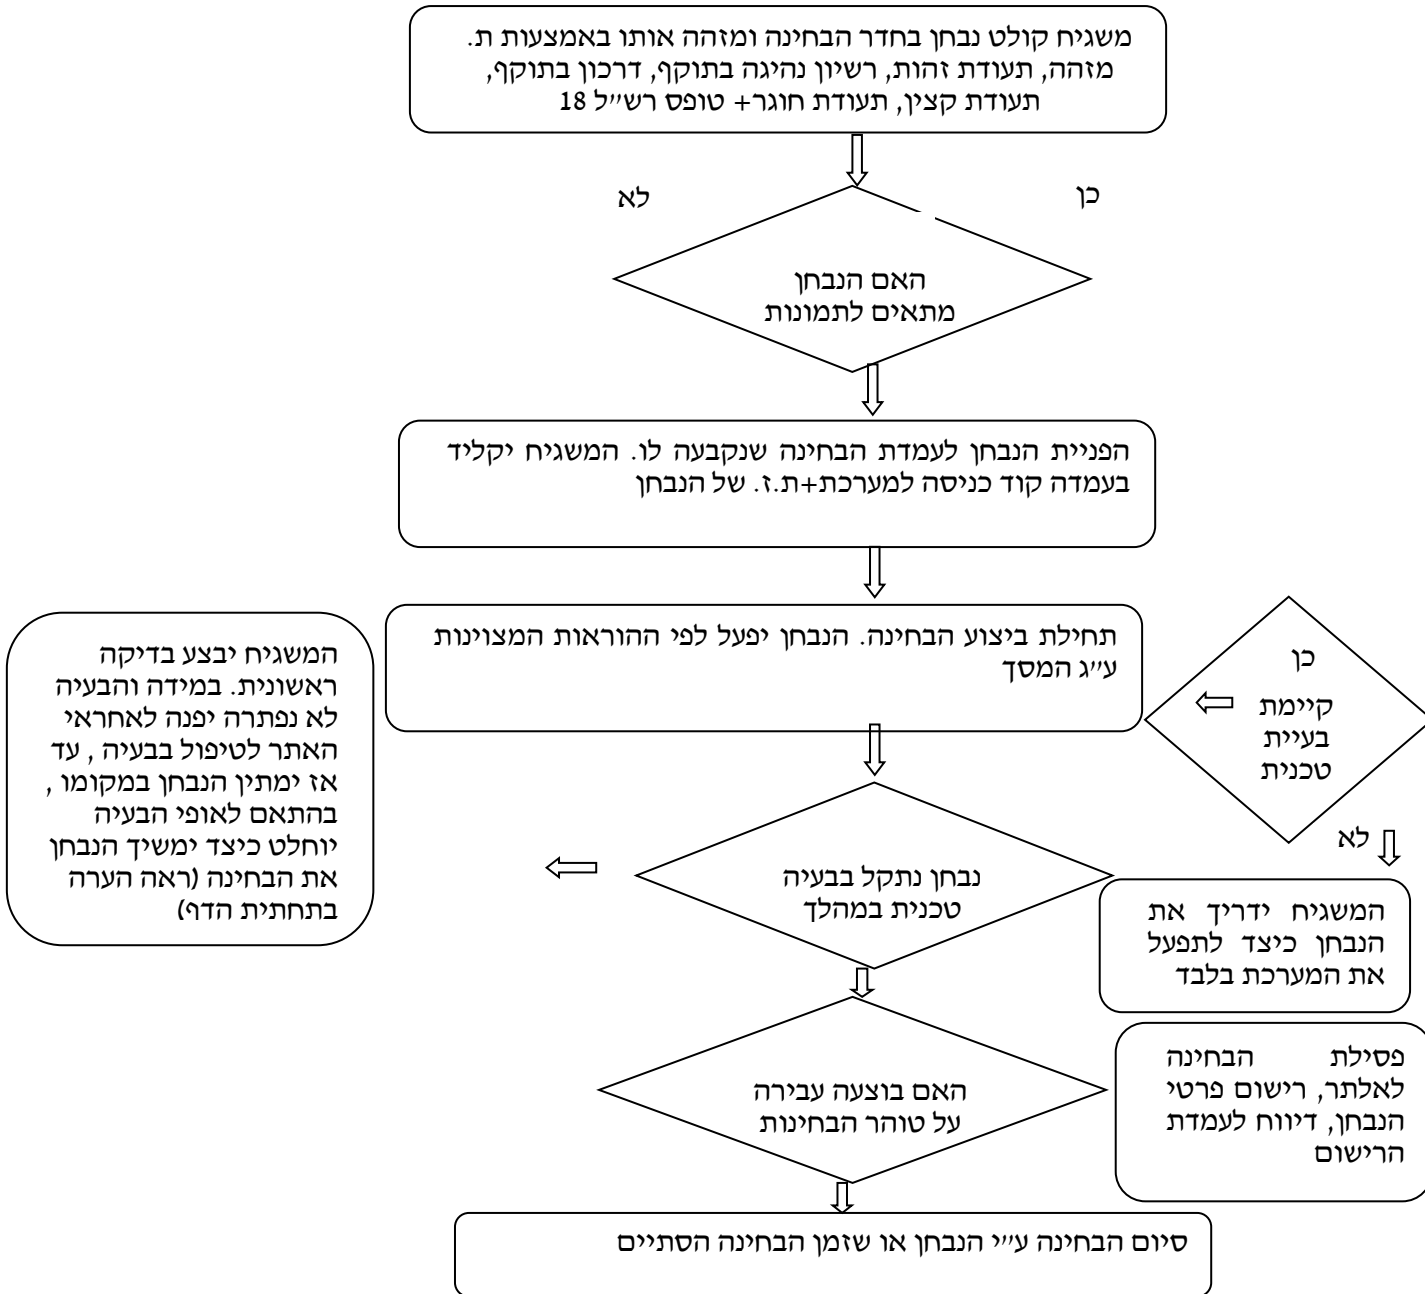 משגיח קולט נבחן בחדר הבחינה ומזהה אותו באמצעות ת.
מזהה, תעודת זהות, רשיון נהיגה בתוקף, דרכון בתוקף,
תעודת קצין, תעודת חוגר+ טופס רש״ל 18
כן
לא
האם הנבחן
מתאים לתמונות
הפניית הנבחן לעמדת הבחינה שנקבעה לו. המשגיח יקליד
בעמדה קוד כניסה למערכת+ת.ז. של הנבחן
תחילת ביצוע הבחינה. הנבחן יפעל לפי ההוראות המצוינות
ע״ג המסך
כן
קיימת
בעיית
טכנית
לא
המשגיח ידריך את
הנבחן כיצד לתפעל
את המערכת בלבד
נבחן נתקל בבעיה
טכנית במהלך
המשגיח יבצע בדיקה
ראשונית. במידה והבעיה
לא נפתרה יפנה לאחראי
האתר לטיפול בבעיה , עד
אז ימתין הנבחן במקומו ,
בהתאם לאופי הבעיה
יוחלט כיצד ימשיך הנבחן
את הבחינה (ראה הערה
בתחתית הדף)
פסילת הבחינה
לאלתר, רישום פרטי
הנבחן, דיווח לעמדת
הרישום
האם בוצעה עבירה
על טוהר הבחינות
סיום הבחינה ע״י הנבחן או שזמן הבחינה הסתיים